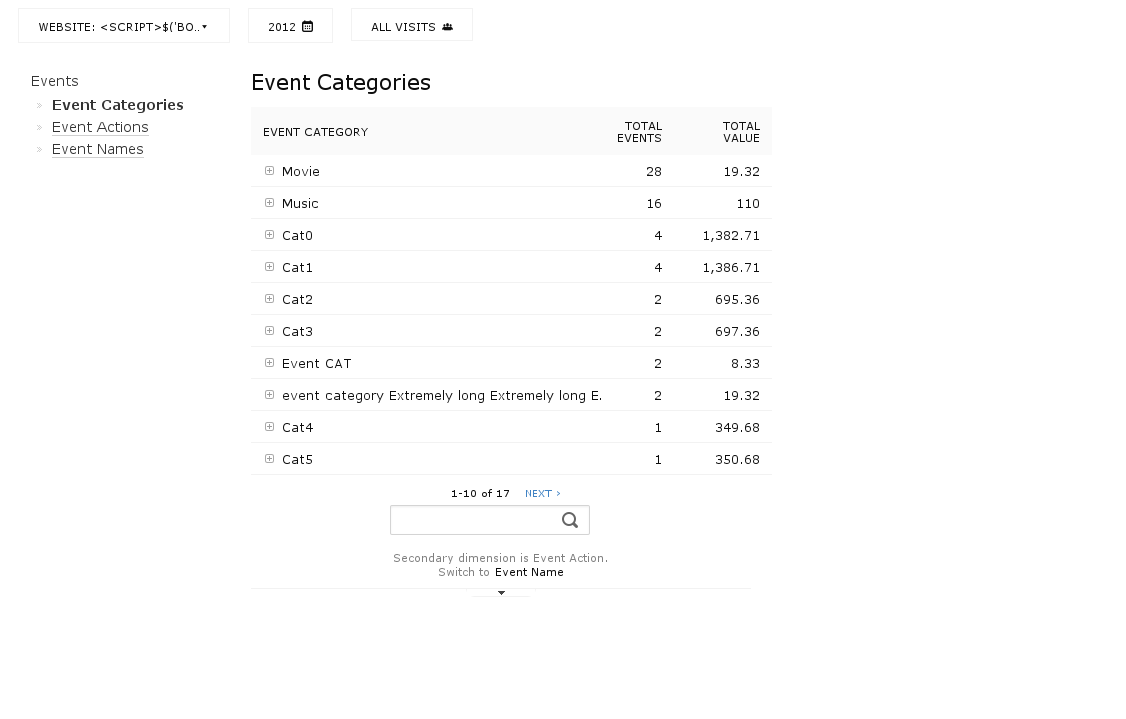 WEBSITE: <SCRIPT>$('BO..
2012
ALL VISITS
Events
Event Categories
Event Actions
Event Names
Event Categories
EVENT CATEGORY TOTAL EVENTS TOTAL VALUE
Movie 28 19.32
Music 16 110
Cat0 4 1,382.71
Cat1 4 1,386.71
Cat2 2 695.36
Cat3 2 697.36
Event CAT 2 8.33
event category Extremely long Extremely long E. 2 19.32
Cat4 1 349.68
Cat5 1 350.68
1-10 of 17 NEXT ›
Secondary dimension is Event Action.
Switch to Event Name